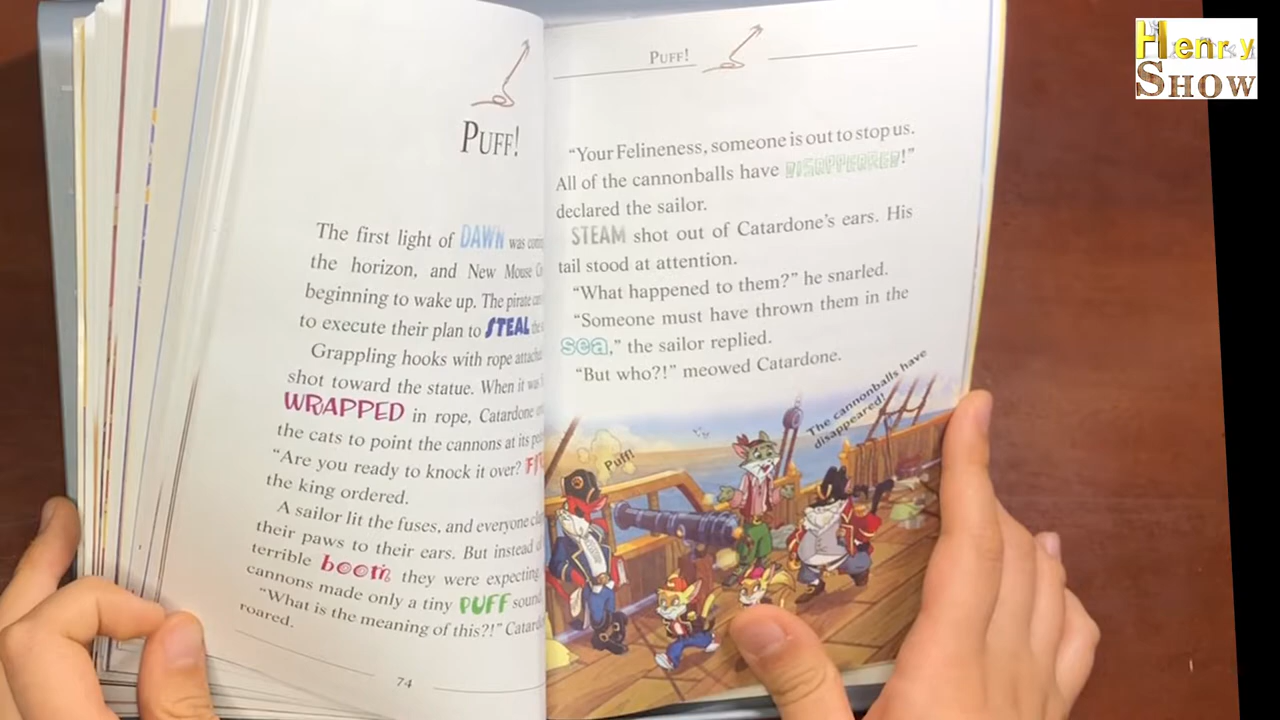 PUFF!
The first light of DAWN was
the horizon, and New Mouse
beginning to wake up. The pirate
to execute their plan to STEAL
Grappling hooks with rope
shot toward the statue. When it was
WRAPPED in rope, Catardone
the cats to point the cannons at its
"Are you ready to knock it over?
the king ordered.
A sailor lit the fuses, and everyone
their paws to their ears. But instead
terrible boom they were expecting,
cannons made only a tiny PUFF sound
"What is the meaning of this?!"
roared.
74
PUFF!
"Your Felineness, someone is out to stop us.
All of the cannonballs have DISAPPEARED!"
declared the sailor.
STEAM shot out of Catardone's ears. His
tail stood at attention.
"What happened to them?" he snarled.
"Someone must have thrown them in the
sea," the sailor replied.
"But who?!" meowed Catardone.
Puff!
The cannonballs have
disappeared!
Henry
SHOW